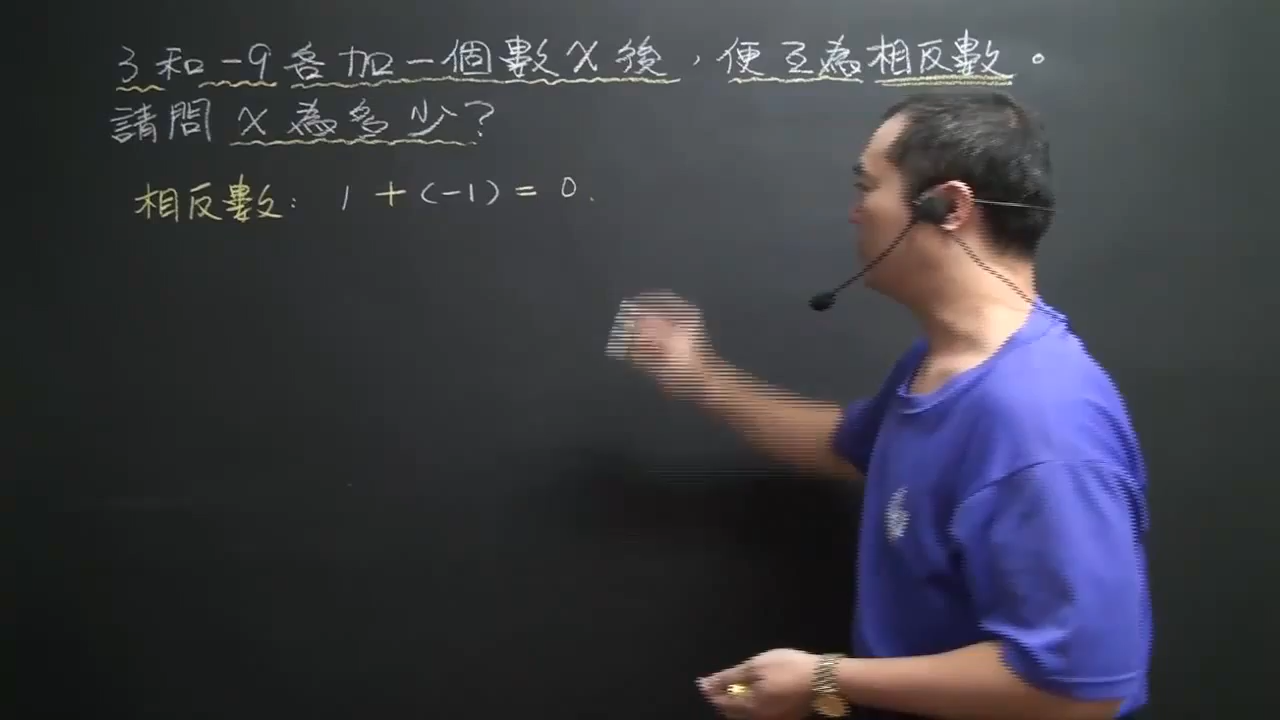 3和-9各加一個數x後，便互為相反數。
請問x為多少？
相反數: 1 + (-1) = 0.